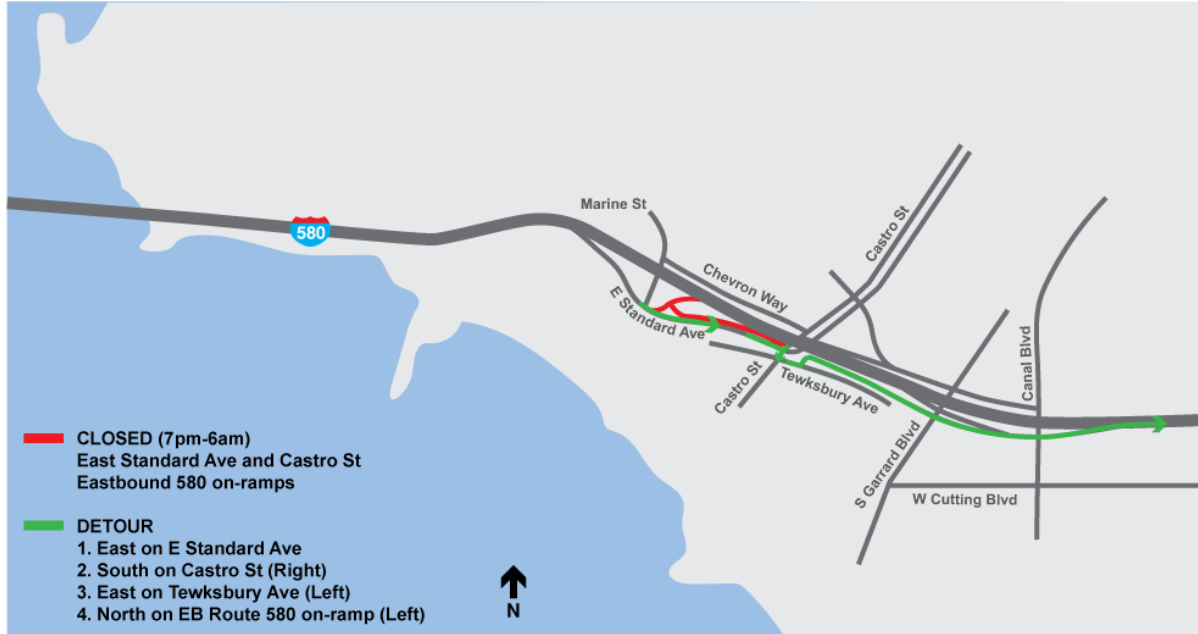 Marine St
580
Castro St
Chevron Way
E Standard Ave
Castro St
Tewksbury Ave
Canal Blvd
S Garrard Blvd
W Cutting Blvd
CLOSED (7pm-6am)
East Standard Ave and Castro St
Eastbound 580 on-ramps
DETOUR
1. East on E Standard Ave
2. South on Castro St (Right)
3. East on Tewksbury Ave (Left)
4. North on EB Route 580 on-ramp (Left)
N